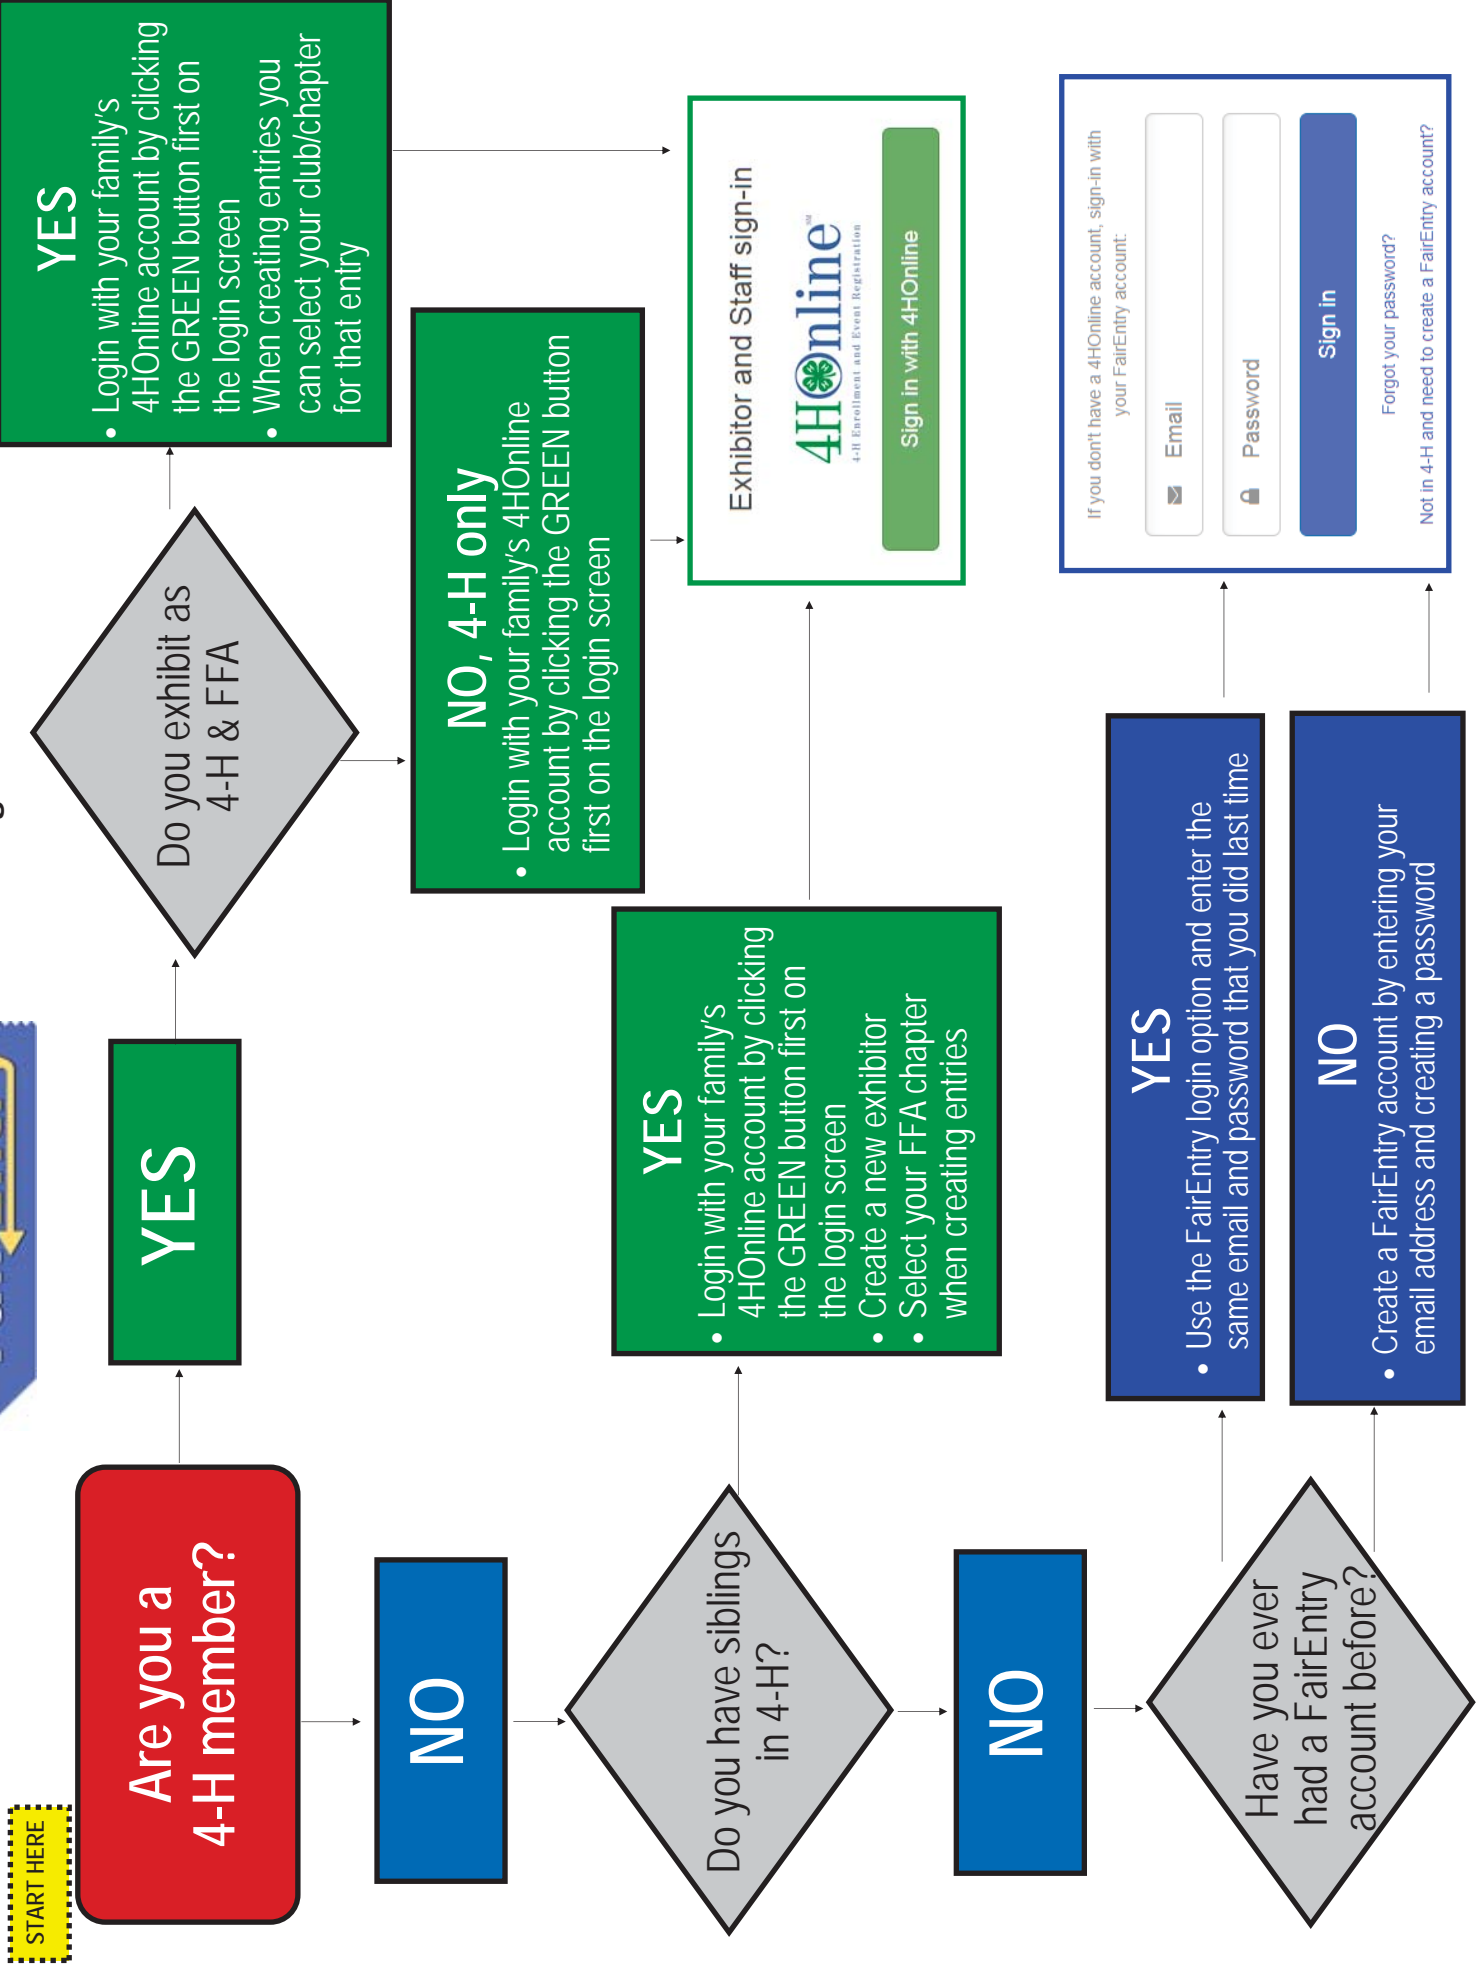 START HERE
Are you a
4-H member?
YES
Do you exhibit as
4-H & FFA
YES
• Login with your family's
4HOnline account by clicking
the GREEN button first on
the login screen
• When creating entries you
can select your club/chapter
for that entry
NO, 4-H only
• Login with your family's 4HOnline
account by clicking the GREEN button
first on the login screen
NO
Do you have siblings
in 4-H?
YES
• Login with your family's
4HOnline account by clicking
the GREEN button first on
the login screen
• Create a new exhibitor
• Select your FFA chapter
when creating entries
Exhibitor and Staff sign-in
4HOnline℠
4-H Enrollment and Event Registration
Sign in with 4HOnline
NO
Have you ever
had a FairEntry
account before?
YES
• Use the FairEntry login option and enter the
same email and password that you did last time
NO
• Create a FairEntry account by entering your
email address and creating a password
If you don't have a 4HOnline account, sign-in with
your FairEntry account:
Email
Password
Sign in
Forgot your password?
Not in 4-H and need to create a FairEntry account?